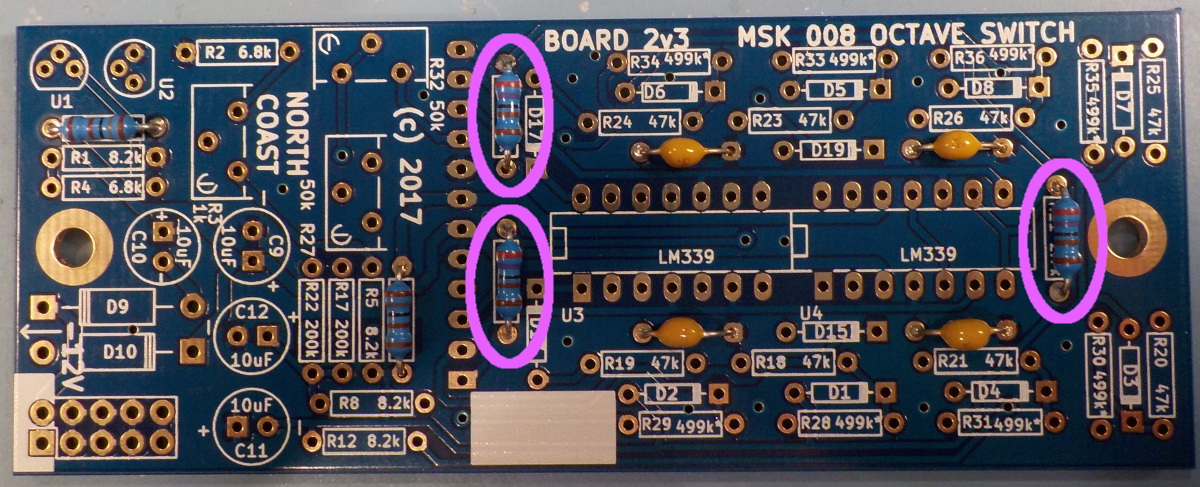 BOARD 2v3 MSK 008 OCTAVE SWITCH
U1
U2
R2 6.8k
R1 8.2k
R4 6.8k
R3
1k
NORTH
COAST
(c) 2017
R32 50k
50k R27
D17
R34 499k*
R33 499k*
R36 499k*
D6
D5
D8
R24 47k
R23 47k
R26 47k
D19
R35 499k
D7
R25 47k
C10
10uF
10uF
C9
+
-
LM339
LM339
U3
U4
D9
D10
-12V
C12
10uF
+
-
R22 200k
R17 200k
R5 8.2k
D15
R19 47k
R18 47k
R21 47k
D2
D1
D4
R29 499k*
R28 499k*
R31 499k*
R30 499k
D3
R20 47k
R8 8.2k
R12 8.2k
10uF
C11
+
-